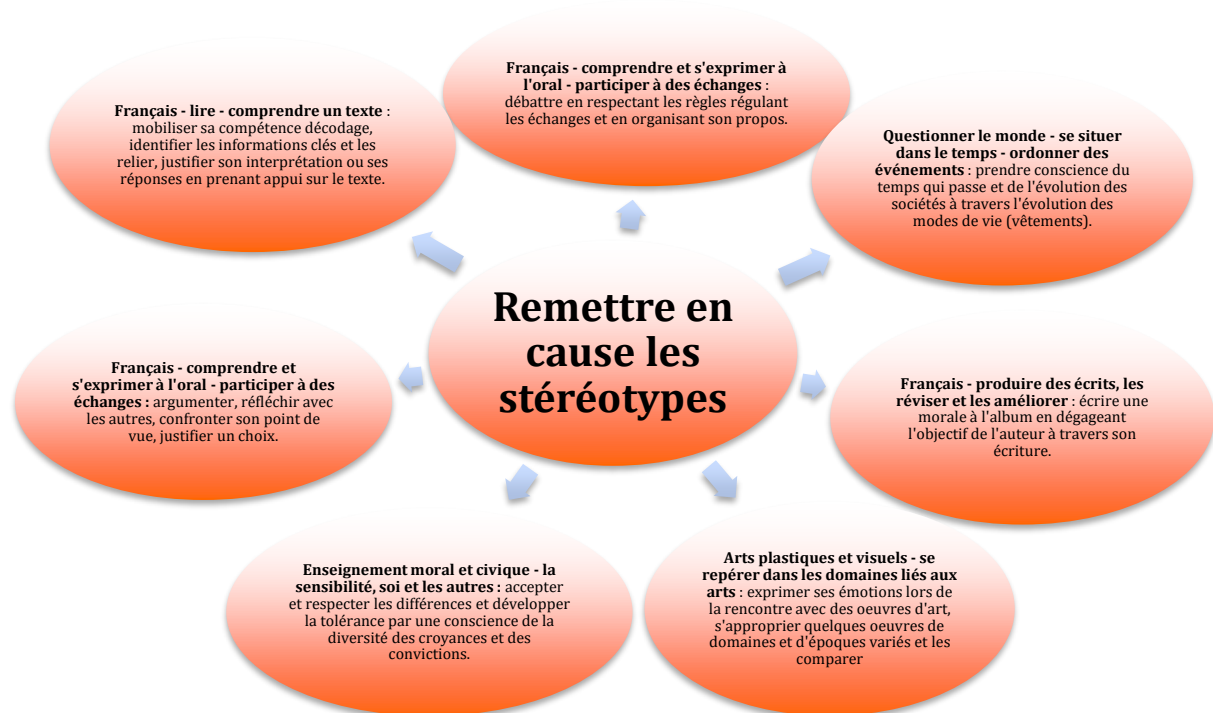 Français - comprendre et s'exprimer à
l'oral - participer à des échanges :
débattre en respectant les règles régulant
les échanges et en organisant son propos.
Français - lire - comprendre un texte :
mobiliser sa compétence décodage,
identifier les informations clés et les
relier, justifier son interprétation ou ses
réponses en prenant appui sur le texte.
Questionner le monde - se situer
dans le temps - ordonner des
événements : prendre conscience du
temps qui passe et de l'évolution des
sociétés à travers l'évolution des
modes de vie (vêtements).
Remettre en
cause les
stéréotypes
Français - comprendre et
s'exprimer à l'oral - participer à des
échanges : argumenter, réfléchir avec
les autres, confronter son point de
vue, justifier un choix.
Français - produire des écrits, les
réviser et les améliorer : écrire une
morale à l'album en dégageant
l'objectif de l'auteur à travers son
écriture.
Enseignement moral et civique - la
sensibilité, soi et les autres : accepter
et respecter les différences et développer
la tolérance par une conscience de la
diversité des croyances et des
convictions.
Arts plastiques et visuels - se
repérer dans les domaines liés aux
arts : exprimer ses émotions lors de
la rencontre avec des oeuvres d'art,
s'approprier quelques oeuvres de
domaines et d'époques variés et les
comparer